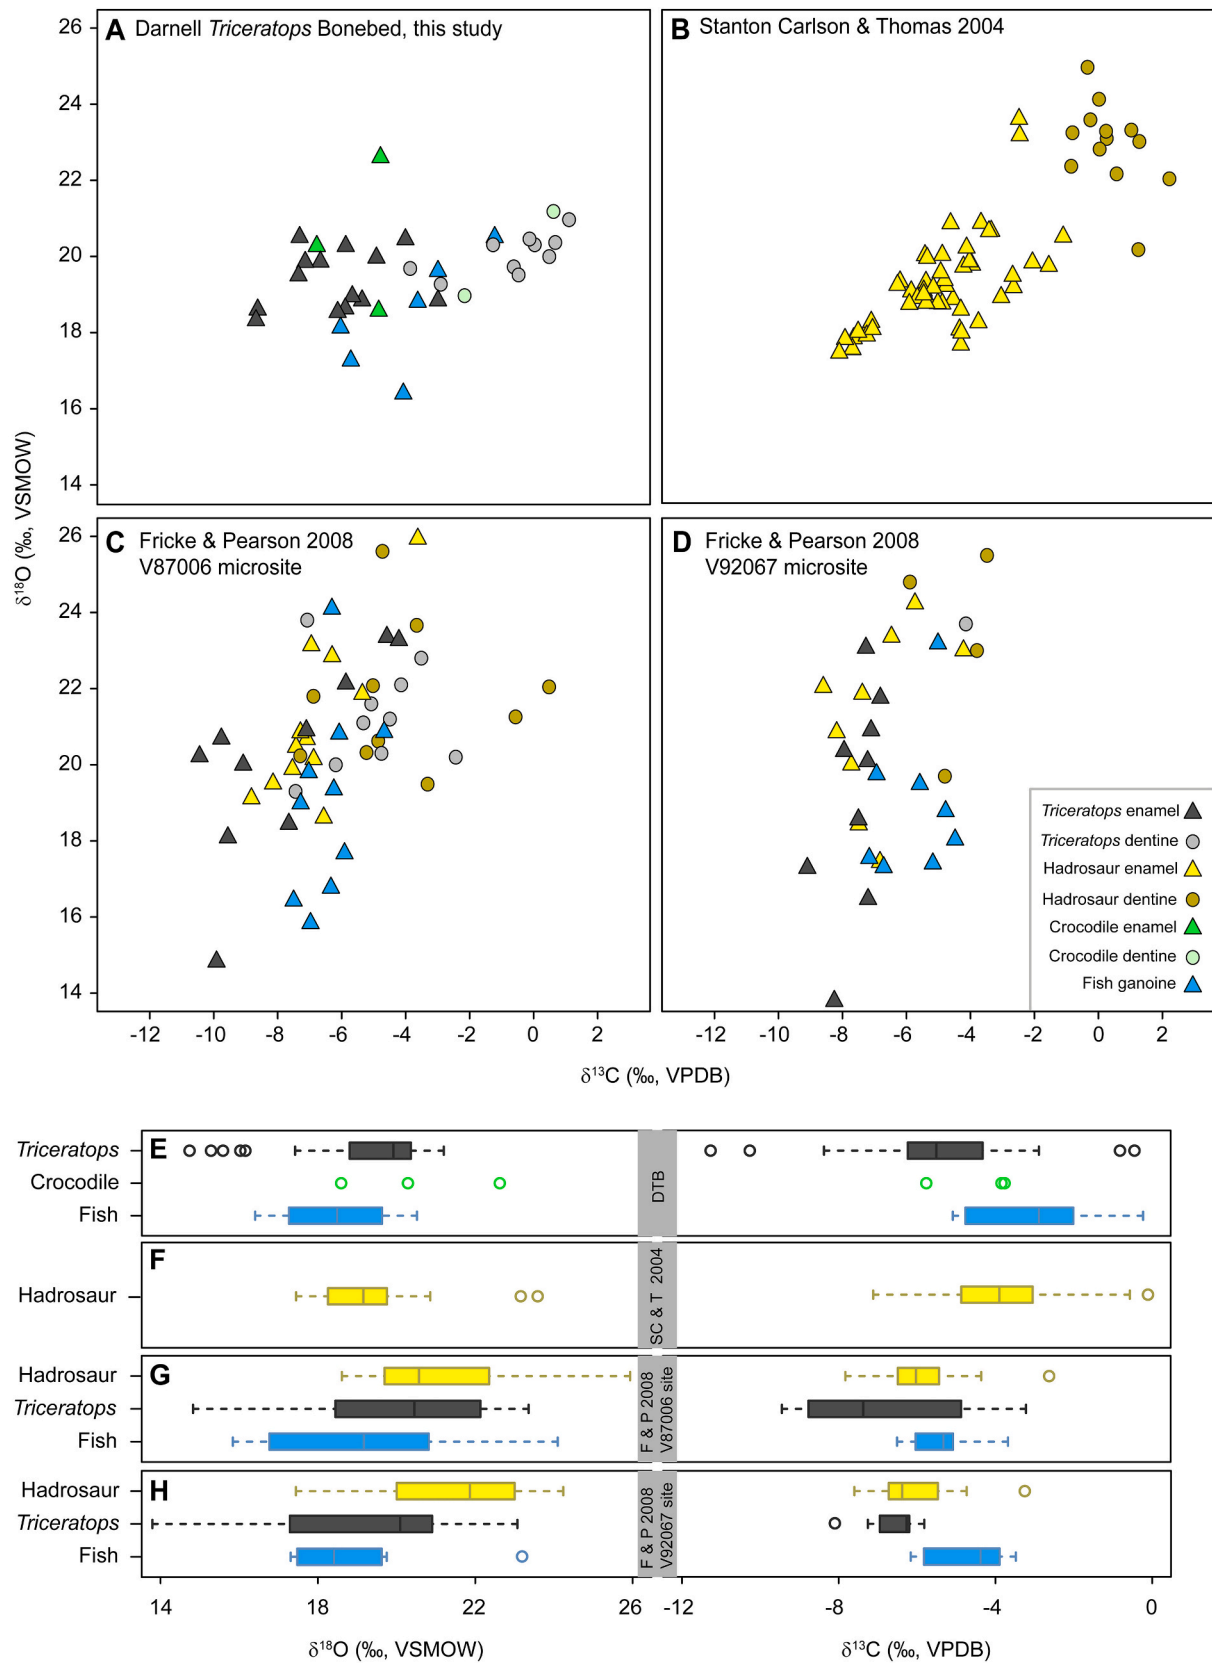 A Darnell Triceratops Bonebed, this study
B Stanton Carlson & Thomas 2004
26
24
22
20
18
16
14
δ18O (‰, VSMOW)
C Fricke & Pearson 2008
V87006 microsite
D Fricke & Pearson 2008
V92067 microsite
26
24
22
20
18
16
14
Triceratops enamel
Triceratops dentine
Hadrosaur enamel
Hadrosaur dentine
Crocodile enamel
Crocodile dentine
Fish ganoine
-12 -10 -8 -6 -4 -2 0 2
-12 -10 -8 -6 -4 -2 0 2
δ13C (‰, VPDB)
E
Triceratops
Crocodile
Fish
DTB
F
Hadrosaur
SC & T 2004
G
Hadrosaur
Triceratops
Fish
F & P 2008
V87006 site
H
Hadrosaur
Triceratops
Fish
F & P 2008
V92067 site
14 18 22 26
-12 -8 -4 0
δ18O (‰, VSMOW)
δ13C (‰, VPDB)